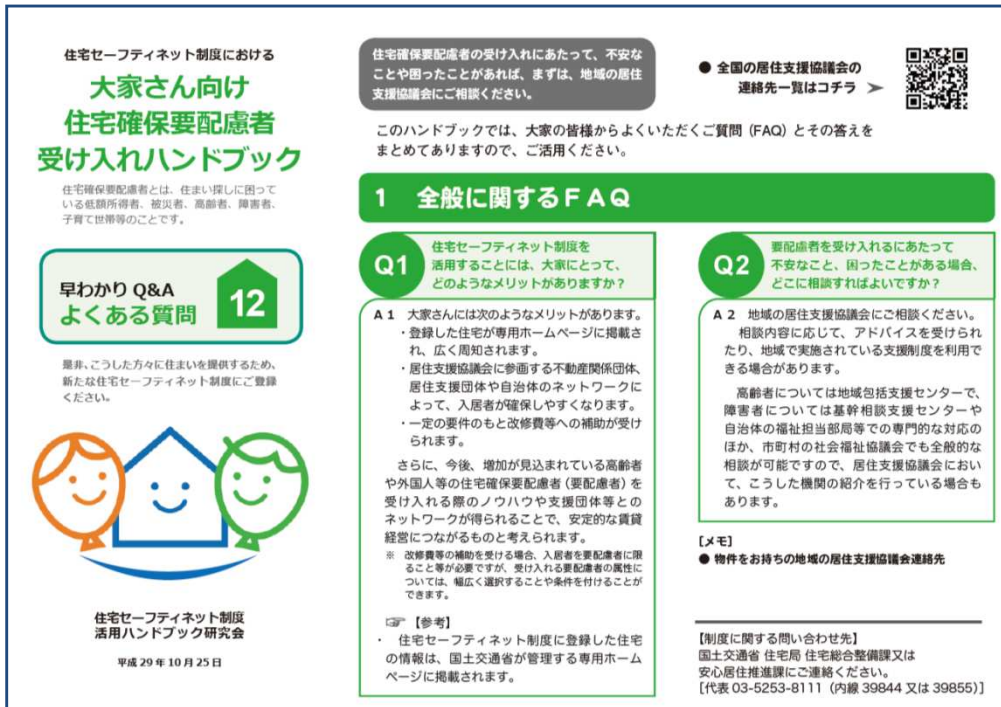 住宅セーフティネット制度における
大家さん向け
住宅確保要配慮者
受け入れハンドブック
住宅確保要配慮者とは、住まい探しに困って
いる低額所得者、被災者、高齢者、障害者、
子育て世帯等のことです。
早わかり Q&A
よくある質問
12
是非、こうした方々に住まいを提供するため、
新たな住宅セーフティネット制度にご登録
ください。
住宅セーフティネット制度
活用ハンドブック研究会
平成 29 年 10 月 25 日
住宅確保要配慮者の受け入れにあたって、不安な
ことや困ったことがあれば、まずは、地域の居住
支援協議会にご相談ください。
● 全国の居住支援協議会の
連絡先一覧はコチラ ➤
このハンドブックでは、大家の皆様からよくいただくご質問（FAQ）とその答えを
まとめてありますので、ご活用ください。
1 全般に関するＦＡＱ
Q1
住宅セーフティネット制度を
活用することには、大家にとって、
どのようなメリットがありますか？
A 1 大家さんには次のようなメリットがあります。
・登録した住宅が専用ホームページに掲載さ
れ、広く周知されます。
・居住支援協議会に参画する不動産関係団体、
居住支援団体や自治体のネットワークに
よって、入居者が確保しやすくなります。
・一定の要件のもと改修費等への補助が受け
られます。
さらに、今後、増加が見込まれている高齢者
や外国人等の住宅確保要配慮者（要配慮者）を
受け入れる際のノウハウや支援団体等との
ネットワークが得られることで、安定的な賃貸
経営につながるものと考えられます。
※ 改修費等の補助を受ける場合、入居者を要配慮者に限
ること等が必要ですが、受け入れる要配慮者の属性に
ついては、幅広く選択することや条件を付けることが
できます。
☞ 【参考】
・ 住宅セーフティネット制度に登録した住宅
の情報は、国土交通省が管理する専用ホーム
ページに掲載されます。
Q2
要配慮者を受け入れるにあたって
不安なこと、困ったことがある場合、
どこに相談すればよいですか？
A 2 地域の居住支援協議会にご相談ください。
相談内容に応じて、アドバイスを受けられ
たり、地域で実施されている支援制度を利用で
きる場合があります。
高齢者については地域包括支援センターで、
障害者については基幹相談支援センターや
自治体の福祉担当部局等での専門的な対応の
ほか、市町村の社会福祉協議会でも全般的な
相談が可能ですので、居住支援協議会におい
て、こうした機関の紹介を行っている場合も
あります。
［メモ］
● 物件をお持ちの地域の居住支援協議会連絡先
【制度に関する問い合わせ先】
国土交通省 住宅局 住宅総合整備課又は
安心居住推進課にご連絡ください。
［代表 03-5253-8111（内線 39844 又は 39855）］